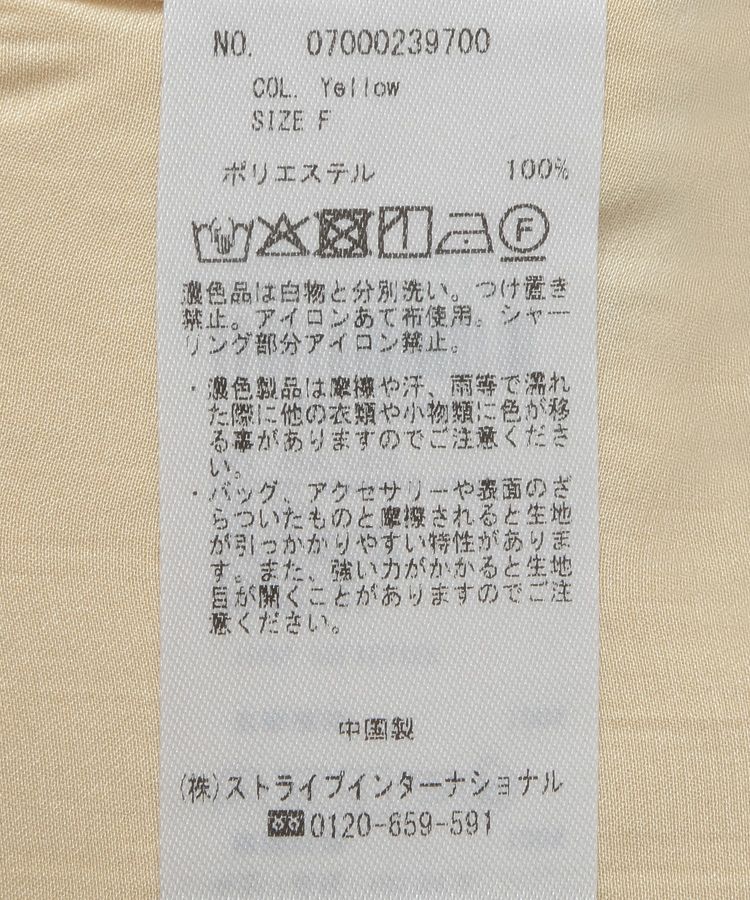 NO. 07000239700
COL. Yellow
SIZE F
ポリエステル 100%
F
濃色品は白物と分別洗い。つけ置き
禁止。アイロンあて布使用。シャー
リング部分アイロン禁止。
・濃色製品は摩擦や汗、雨等で濡れ
た際に他の衣類や小物類に色が移
る事がありますのでご注意くださ
い。
・バッグ、アクセサリーや表面のざ
らついたものと摩擦されると生地
が引っかかりやすい特性がありま
す。また、強い力がかかると生地
目が開くことがありますのでご注
意ください。
中国製
(株)ストライプインターナショナル
0120-659-591